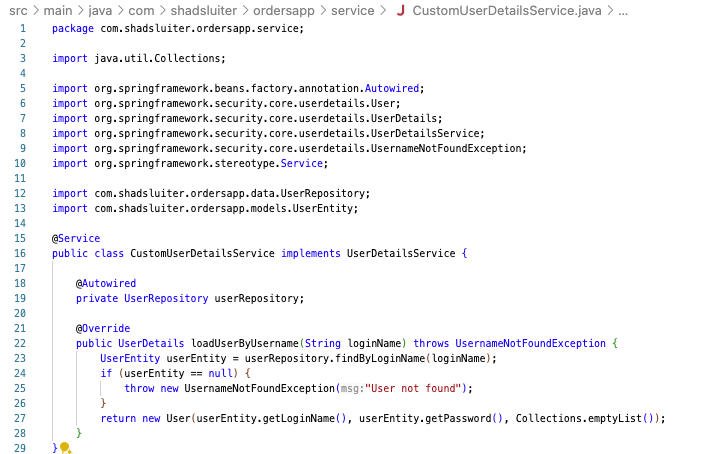 src > main > java > com > shadsluiter > ordersapp > service > J CustomUserDetailsService.java > ...
1 package com.shadsluiter.ordersapp.service;
2
3 import java.util.Collections;
4
5 import org.springframework.beans.factory.annotation.Autowired;
6 import org.springframework.security.core.userdetails.User;
7 import org.springframework.security.core.userdetails.UserDetails;
8 import org.springframework.security.core.userdetails.UserDetailsService;
9 import org.springframework.security.core.userdetails.UsernameNotFoundException;
10 import org.springframework.stereotype.Service;
11
12 import com.shadsluiter.ordersapp.data.UserRepository;
13 import com.shadsluiter.ordersapp.models.UserEntity;
14
15 @Service
16 public class CustomUserDetailsService implements UserDetailsService {
17
18 @Autowired
19 private UserRepository userRepository;
20
21 @Override
22 public UserDetails loadUserByUsername(String loginName) throws UsernameNotFoundException {
23 UserEntity userEntity = userRepository.findByLoginName(loginName);
24 if (userEntity == null) {
25 throw new UsernameNotFoundException(msg:"User not found");
26 }
27 return new User(userEntity.getLoginName(), userEntity.getPassword(), Collections.emptyList());
28 }
29 }